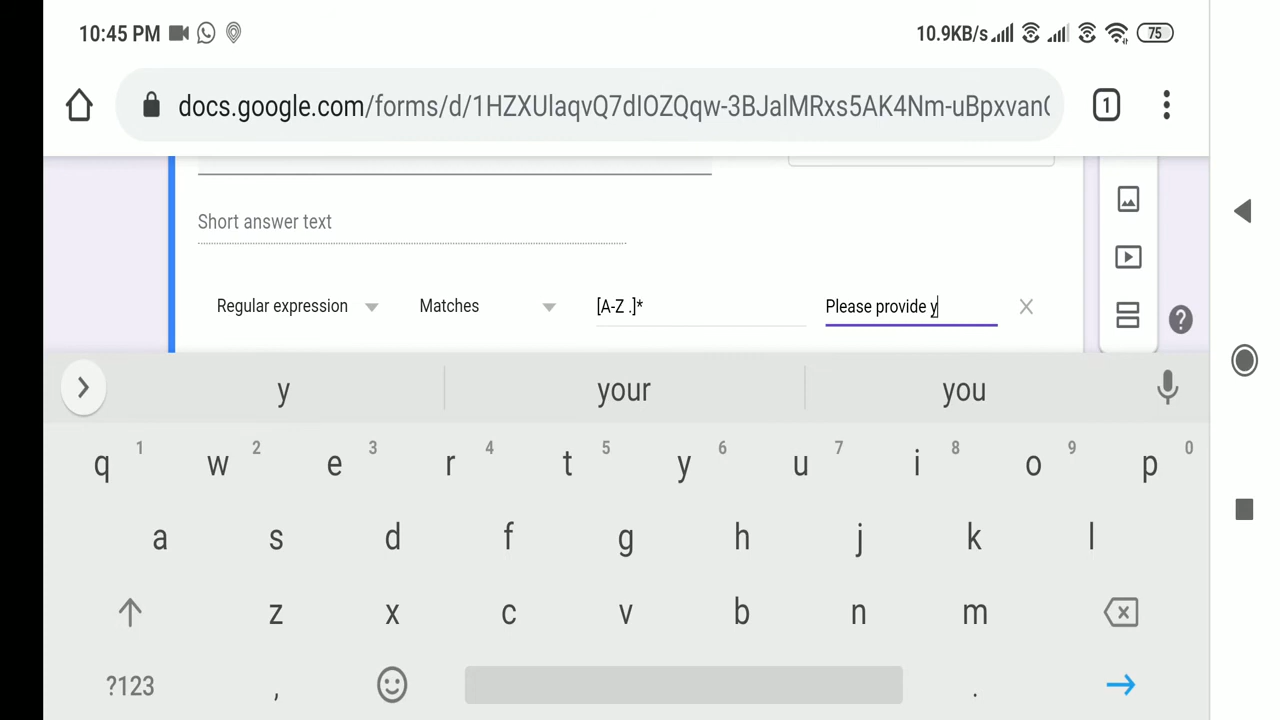 10:45 PM 10.9KB/s 75
docs.google.com/forms/d/1HZXUlaqvQ7dIOZQqw-3BJalMRxs5AK4Nm-uBpxvan 1
Short answer text
Regular expression Matches [A-Z .]* Please provide y
?
y your you
q 1 w 2 e 3 r 4 t 5 y 6 u 7 i 8 o 9 p 0
a s d f g h j k l
z x c v b n m
?123 , .